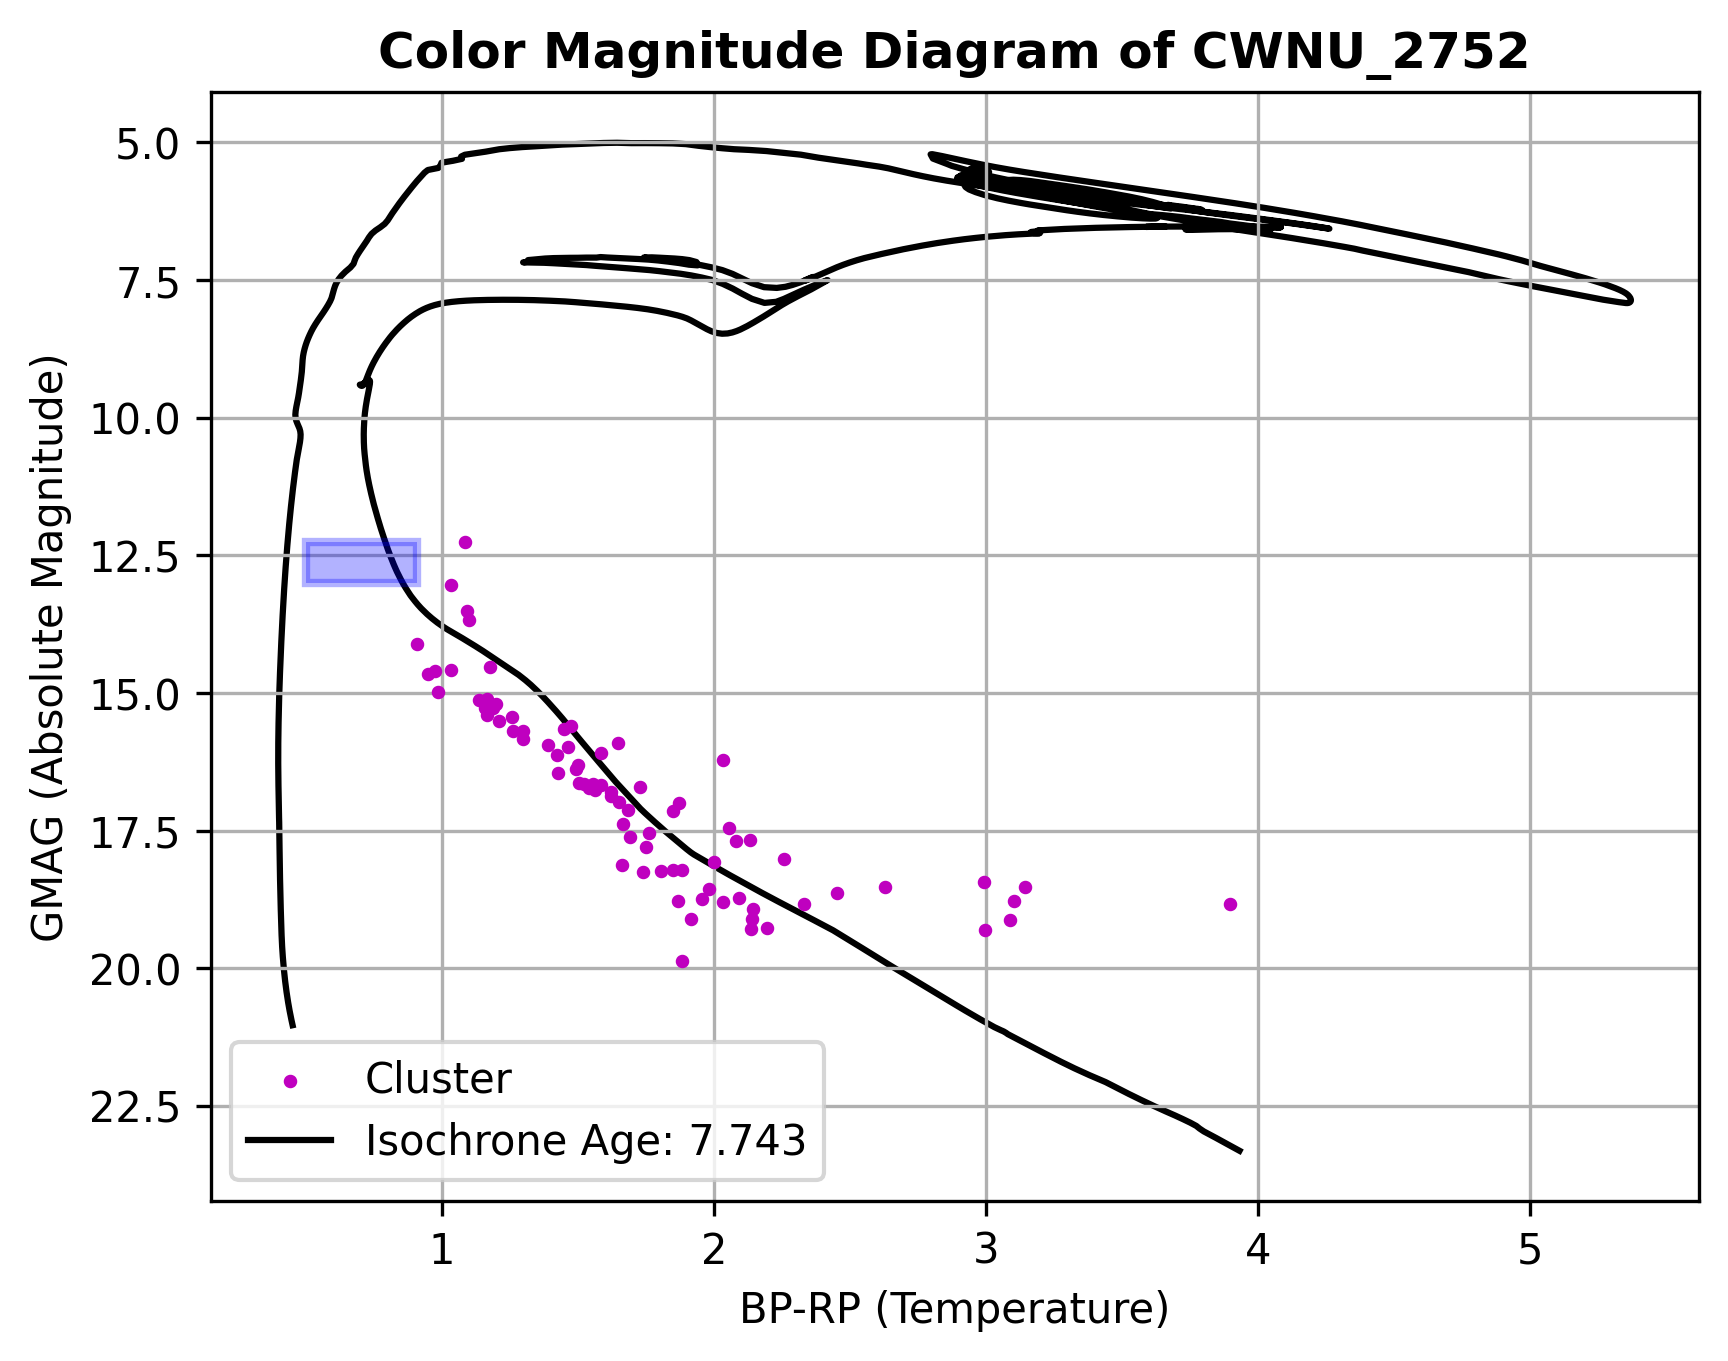 Color Magnitude Diagram of CWNU_2752
GMAG (Absolute Magnitude)
5.0
7.5
10.0
12.5
15.0
17.5
20.0
22.5
Cluster
Isochrone Age: 7.743
1 2 3 4 5
BP-RP (Temperature)